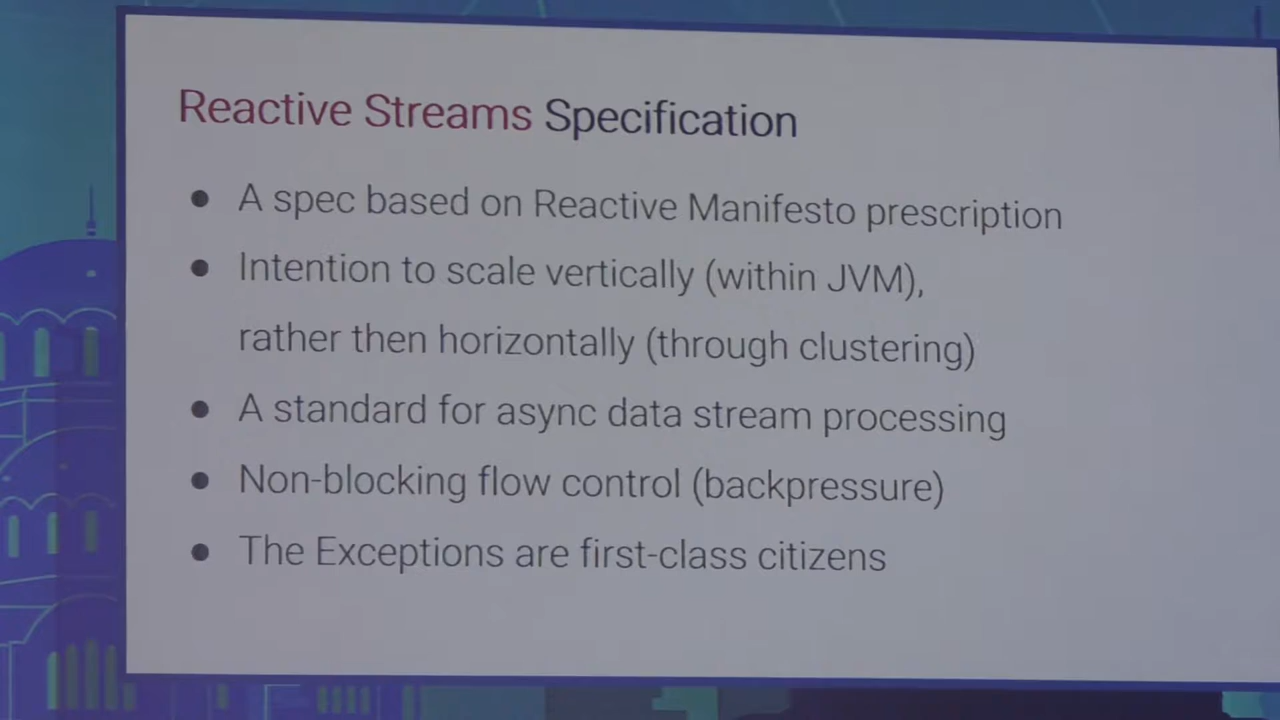 Reactive Streams Specification
● A spec based on Reactive Manifesto prescription
● Intention to scale vertically (within JVM),
rather then horizontally (through clustering)
● A standard for async data stream processing
● Non-blocking flow control (backpressure)
● The Exceptions are first-class citizens